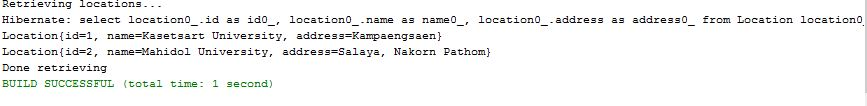 Retrieving locations...
Hibernate: select location0_.id as id0_, location0_.name as name0_, location0_.address as address0_ from Location location0_
Location{id=1, name=Kasetsart University, address=Kampaengsaen}
Location{id=2, name=Mahidol University, address=Salaya, Nakorn Pathom}
Done retrieving
BUILD SUCCESSFUL (total time: 1 second)